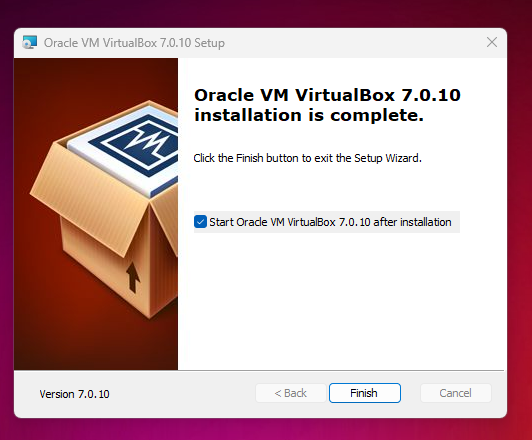 Oracle VM VirtualBox 7.0.10 Setup
Oracle VM VirtualBox 7.0.10
installation is complete.
Click the Finish button to exit the Setup Wizard.
Start Oracle VM VirtualBox 7.0.10 after installation
Version 7.0.10
< Back
Finish
Cancel